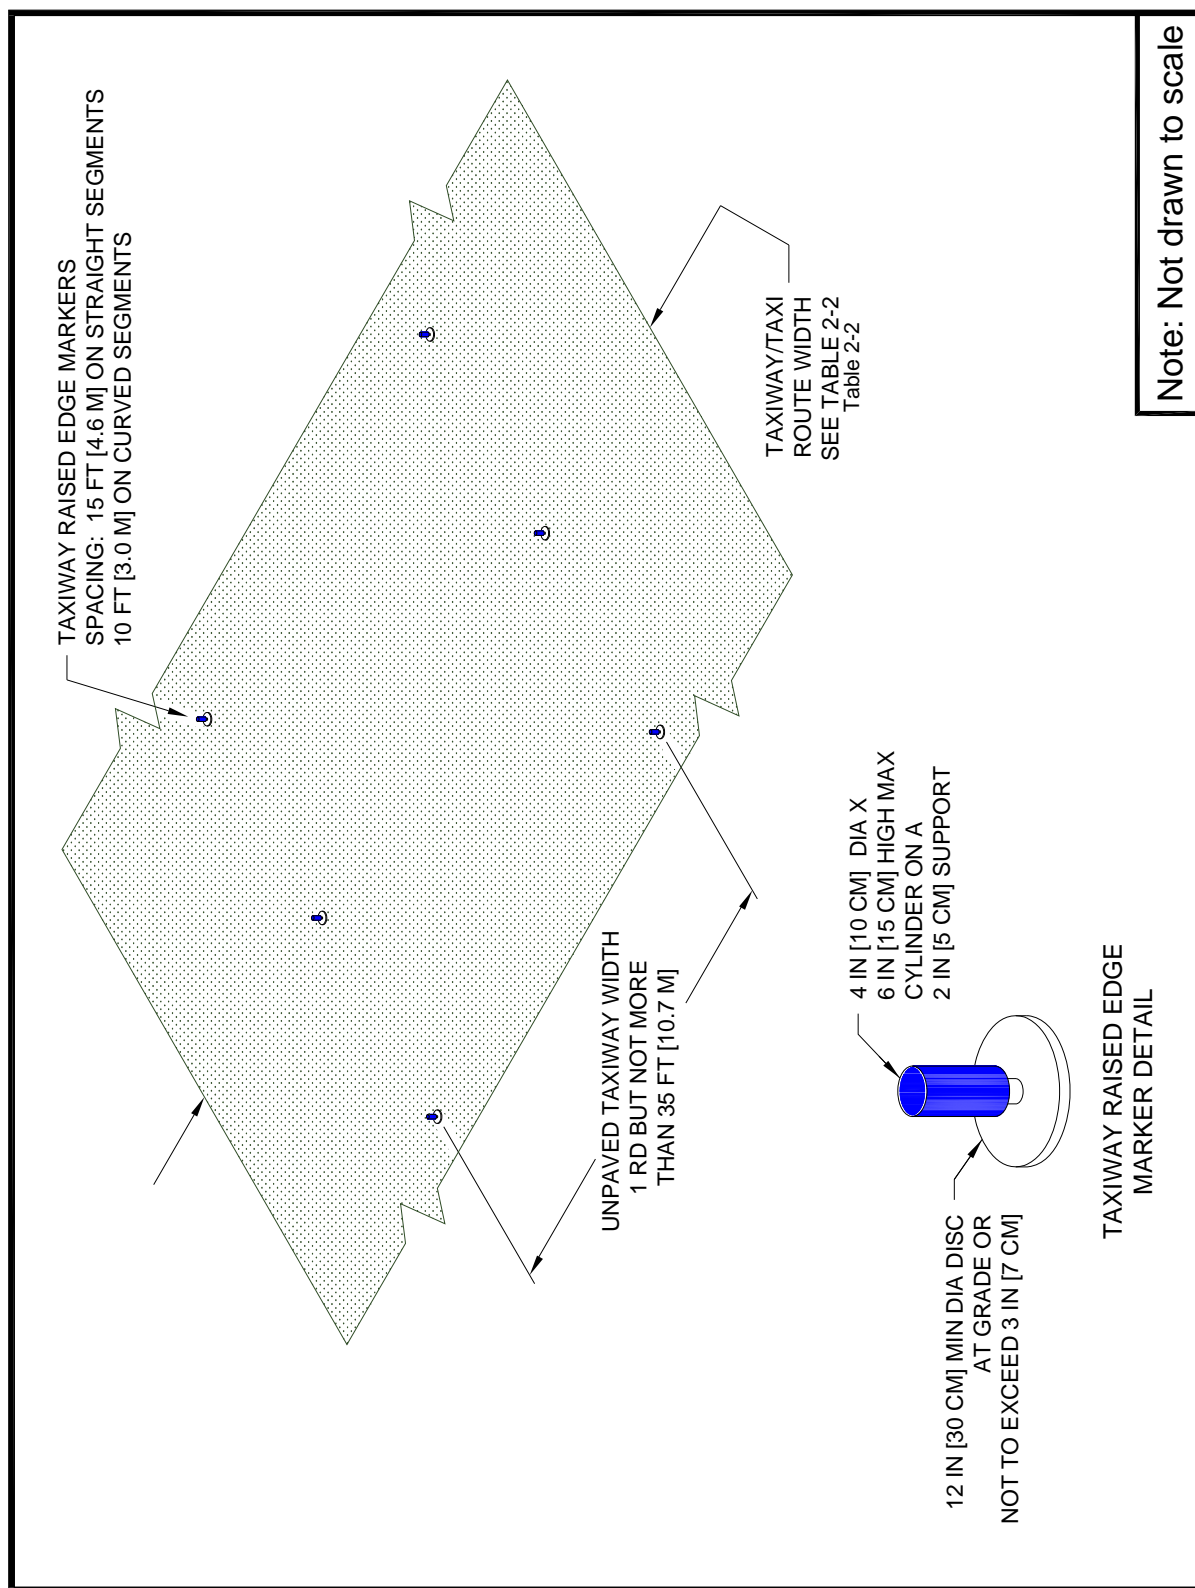 TAXIWAY RAISED EDGE MARKERS
SPACING: 15 FT [4.6 M] ON STRAIGHT SEGMENTS
10 FT [3.0 M] ON CURVED SEGMENTS
TAXIWAY/TAXI
ROUTE WIDTH
SEE TABLE 2-2
Table 2-2
UNPAVED TAXIWAY WIDTH
1 RD BUT NOT MORE
THAN 35 FT [10.7 M]
4 IN [10 CM] DIA X
6 IN [15 CM] HIGH MAX
CYLINDER ON A
2 IN [5 CM] SUPPORT
12 IN [30 CM] MIN DIA DISC
AT GRADE OR
NOT TO EXCEED 3 IN [7 CM]
TAXIWAY RAISED EDGE
MARKER DETAIL
Note: Not drawn to scale